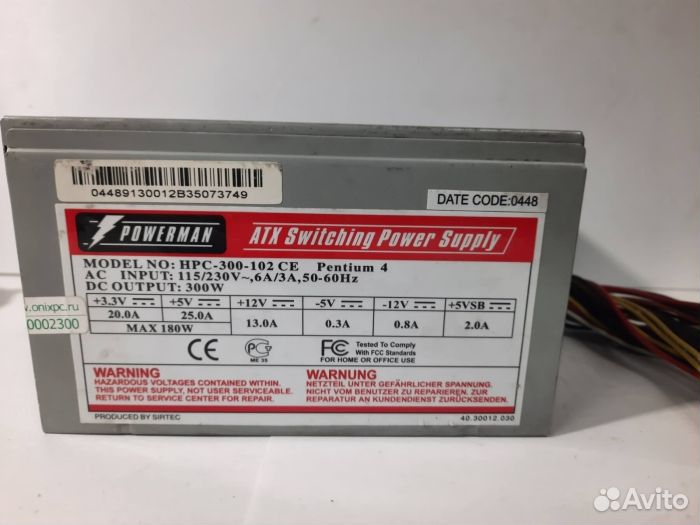 04489130012B35073749
DATE CODE:0448
POWERMAN
ATX Switching Power Supply
MODEL NO: HPC-300-102 CE Pentium 4
AC INPUT: 115/230V~,6A/3A,50-60Hz
DC OUTPUT: 300W
+3.3V +5V +12V -5V -12V +5VSB
20.0A 25.0A 13.0A 0.3A 0.8A 2.0A
MAX 180W
www.onixpc.ru
0002300
CE
РСТ
ME 35
FC
Tested To Comply
With FCC Standards
FOR HOME OR OFFICE USE
WARNING
HAZARDOUS VOLTAGES CONTAINED WITHIN.
THIS POWER SUPPLY, NOT USER SERVICEABLE.
RETURN TO SERVICE CENTER FOR REPAIR.
WARNUNG
NETZTEIL UNTER GEFÄHRLICHER SPANNUNG.
NICHT VOM BENUTZER ZU REPARIEREN. ZUR
REPARATUR AN KUNDENDIENST ZURÜCKSENDEN.
PRODUCED BY SIRTEC
40.30012.030
Avito